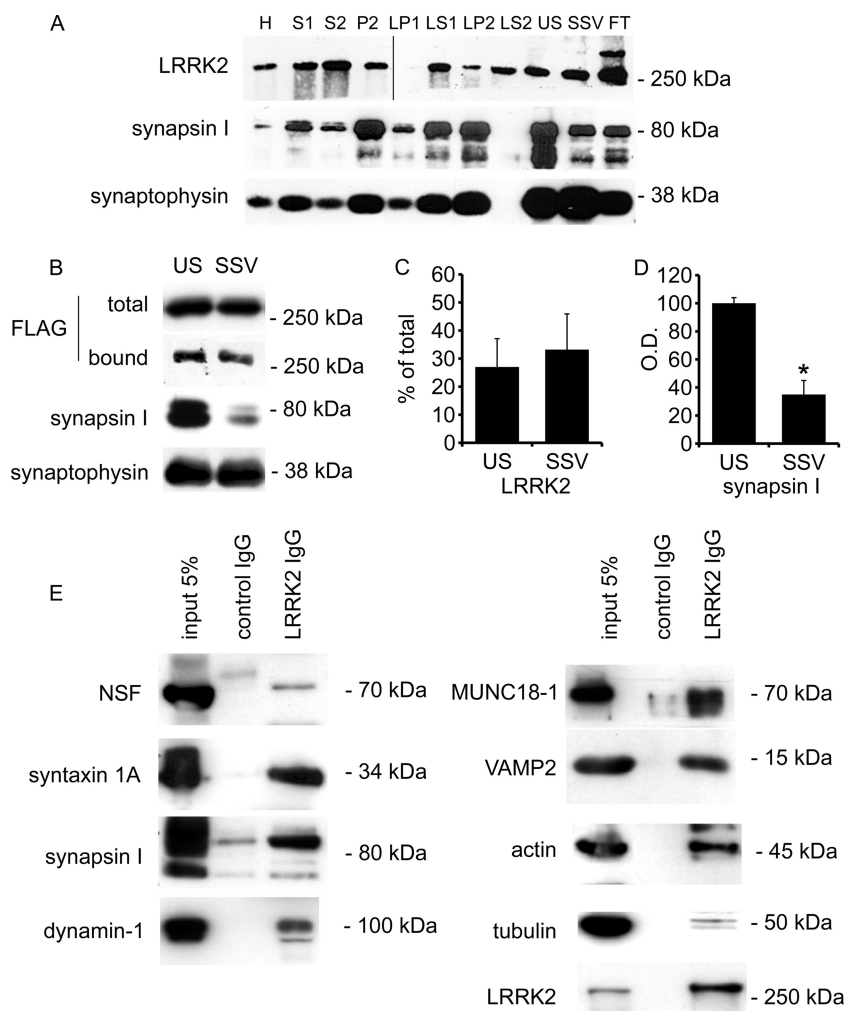 A
H S1 S2 P2 LP1 LS1 LP2 LS2 US SSV FT
LRRK2
- 250 kDa
synapsin I
- 80 kDa
synaptophysin
- 38 kDa
B
US SSV
FLAG
total
- 250 kDa
bound
- 250 kDa
synapsin I
- 80 kDa
synaptophysin
- 38 kDa
C
% of total
60
50
40
30
20
10
0
US SSV
LRRK2
D
O.D.
120
100
80
60
40
20
0
*
US SSV
synapsin I
E
input 5%
control IgG
LRRK2 IgG
NSF
- 70 kDa
syntaxin 1A
- 34 kDa
synapsin I
- 80 kDa
dynamin-1
- 100 kDa
input 5%
control IgG
LRRK2 IgG
MUNC18-1
- 70 kDa
VAMP2
- 15 kDa
actin
- 45 kDa
tubulin
- 50 kDa
LRRK2
- 250 kDa